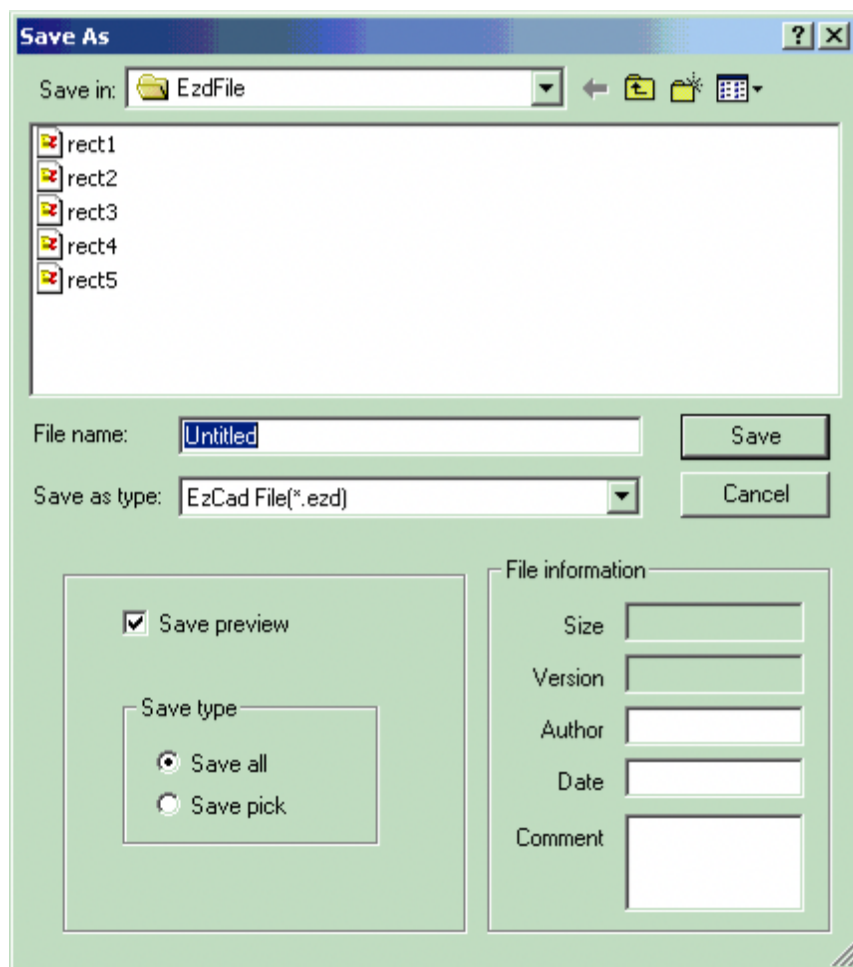 Save As
Save in: EzdFile
rect1
rect2
rect3
rect4
rect5
File name: Untitled Save
Save as type: EzCad File(*.ezd) Cancel
Save preview
Save type
Save all
Save pick
File information
Size
Version
Author
Date
Comment